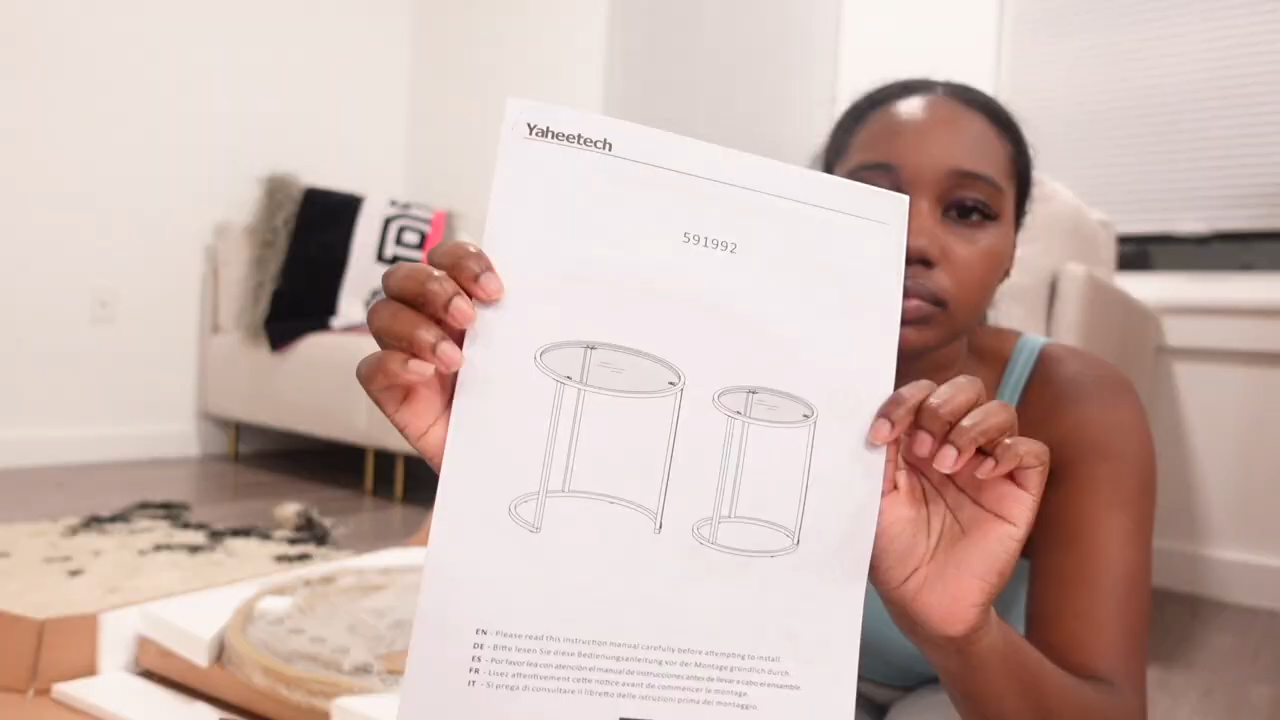 Yaheetech
591992
EN - Please read this instruction manual carefully before attempting to install.
DE - Bitte lesen Sie diese Bedienungsanleitung vor der Montage gründlich durch.
ES - Por favor lea con atención el manual de instrucciones antes de llevar a cabo el ensamble.
FR - Lisez attentivement cette notice avant de commencer le montage.
IT - Si prega di consultare il libretto delle istruzioni prima del montaggio.